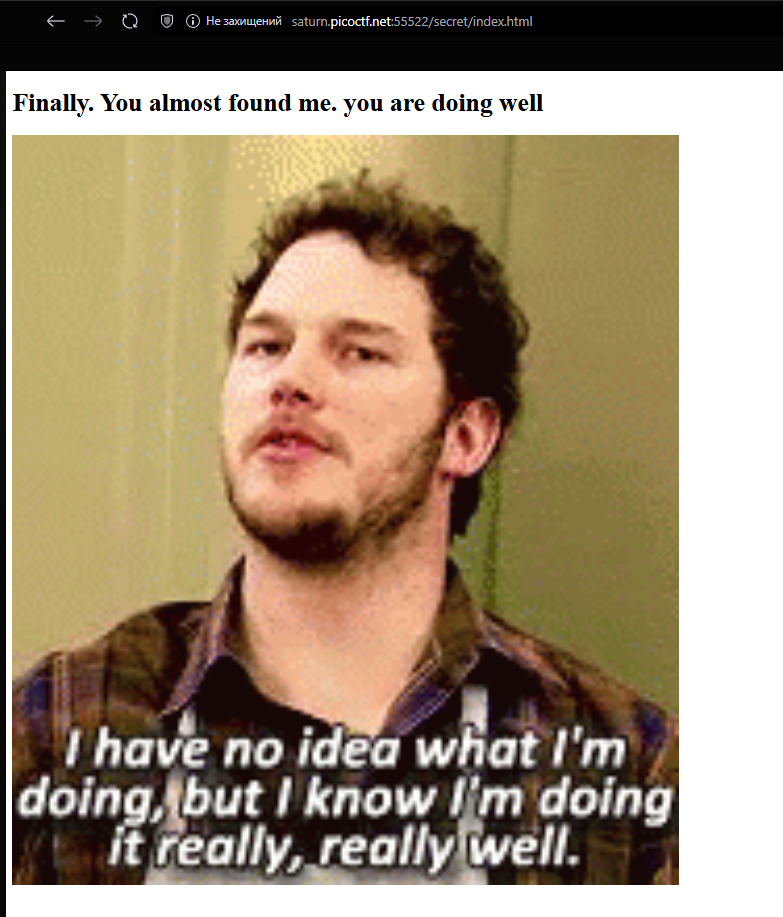 Не захищений saturn.picoctf.net:55522/secret/index.html
Finally. You almost found me. you are doing well
I have no idea what I'm
doing, but I know I'm doing
it really, really well.